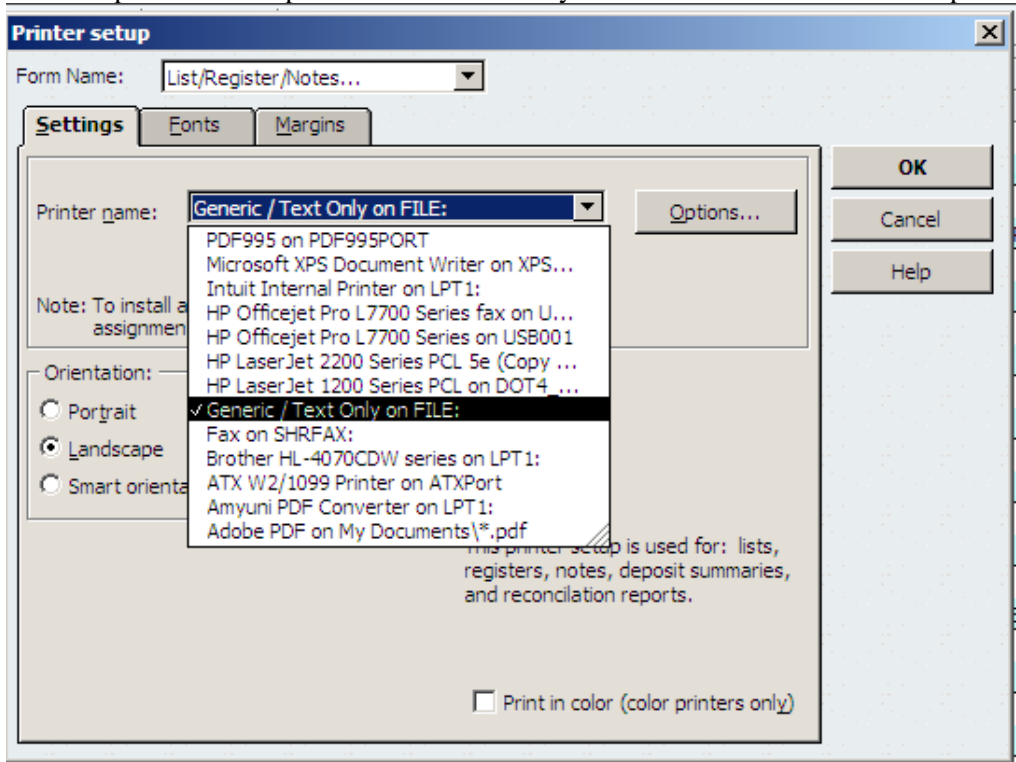 Printer setup
Form Name: List/Register/Notes...
Settings Fonts Margins
OK
Printer name: Generic / Text Only on FILE: Options...
Cancel
PDF995 on PDF995PORT
Microsoft XPS Document Writer on XPS...
Help
Intuit Internal Printer on LPT1:
Note: To install a
HP Officejet Pro L7700 Series fax on U...
assignmen
HP Officejet Pro L7700 Series on USB001
HP LaserJet 2200 Series PCL 5e (Copy ...
Orientation:
HP LaserJet 1200 Series PCL on DOT4_...
Portrait
✓ Generic / Text Only on FILE:
Fax on SHRFAX:
Landscape
Brother HL-4070CDW series on LPT1:
Smart orienta
ATX W2/1099 Printer on ATXPort
Amyuni PDF Converter on LPT1:
Adobe PDF on My Documents\*.pdf
This printer setup is used for: lists,
registers, notes, deposit summaries,
and reconcilation reports.
Print in color (color printers only)